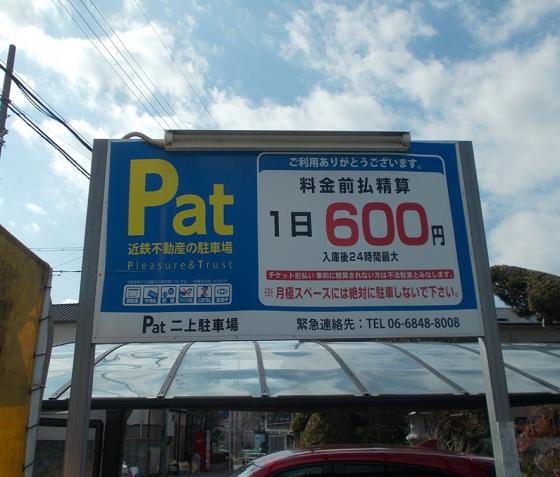 Pat
近鉄不動産の駐車場
Pleasure&Trust
Pat 二上駐車場
ご利用ありがとうございます。
料金前払精算
1日 600円
入庫後24時間最大
チケット前払い 事前に精算されない方は不法駐車とみなします。
※月極スペースには絶対に駐車しないで下さい。
緊急連絡先：TEL 06-6848-8008